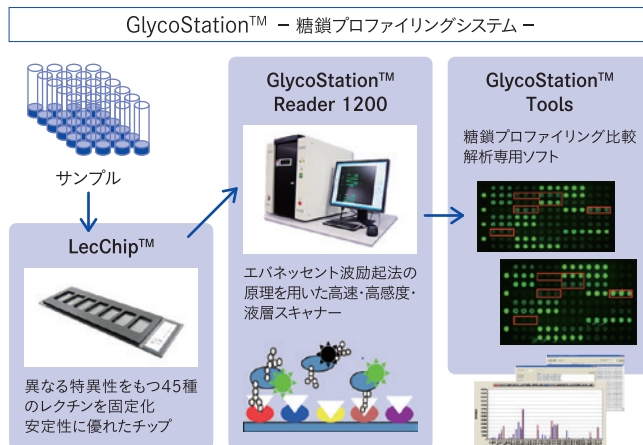 GlycoStation™ － 糖鎖プロファイリングシステム －
サンプル
LecChip™
異なる特異性をもつ45種
のレクチンを固定化
安定性に優れたチップ
GlycoStation™
Reader 1200
エバネッセント波励起法の
原理を用いた高速・高感度・
液層スキャナー
GlycoStation™
Tools
糖鎖プロファイリング比較
解析専用ソフト